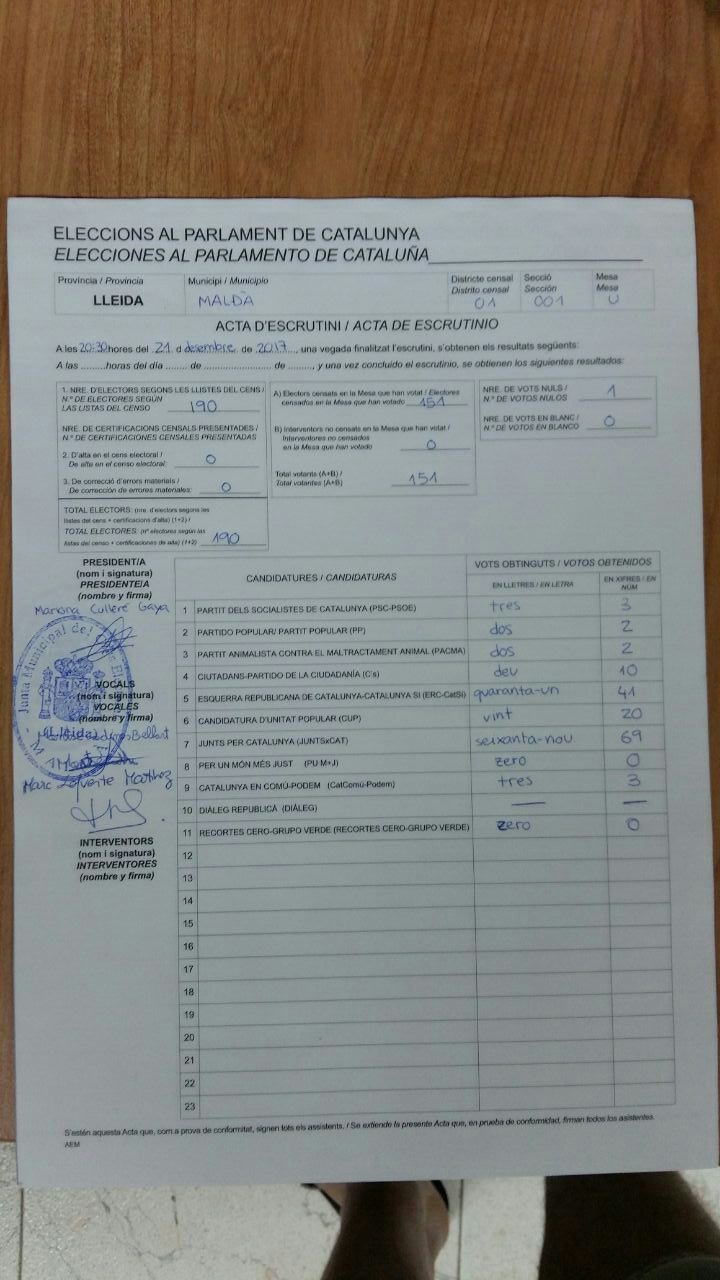 ELECCIONS AL PARLAMENT DE CATALUNYA
ELECCIONES AL PARLAMENTO DE CATALUÑA
Província / Provincia Municipi / Municipio Districte censal Secció Mesa
Distrito censal Sección Mesa
LLEIDA MALDÀ 01 001 U
ACTA D'ESCRUTINI / ACTA DE ESCRUTINIO
A les 20:30 hores del 21 d desembre de 2017, una vegada finalitzat l'escrutini, s'obtenen els resultats següents:
A las ........horas del día ....... de .................. de ........ y una vez concluido el escrutinio, se obtienen los siguientes resultados:
1. NRE. D'ELECTORS SEGONS LES LLISTES DEL CENS /
N.º DE ELECTORES SEGÚN
LAS LISTAS DEL CENSO 190
NRE. DE CERTIFICACIONS CENSALS PRESENTADES /
N.º DE CERTIFICACIONES CENSALES PRESENTADAS
2. D'alta en el cens electoral /
De alta en el censo electoral: 0
3. De correcció d'errors materials /
De corrección de errores materiales: 0
TOTAL ELECTORS: (nre. d'electors segons les
llistes del cens + certificacions d'alta) (1+2) /
TOTAL ELECTORES: (nº electores según las
listas del censo + certificaciones de alta) (1+2) 190
A) Electors censats en la Mesa que han votat / Electores
censados en la Mesa que han votado 151
B) Interventors no censats en la Mesa que han votat /
Interventores no censados
en la Mesa que han votado 0
Total votants (A+B) /
Total votantes (A+B) 151
NRE. DE VOTS NULS /
N.º DE VOTOS NULOS 1
NRE. DE VOTS EN BLANC /
N.º DE VOTOS EN BLANCO 0
PRESIDENT/A
(nom i signatura)
PRESIDENTE/A
(nombre y firma)
Mariona Culleré Gaya
Junta Municipal del
VOCALS
(nom i signatura)
VOCALES
(nombre y firma)
Marc Lafuente Martínez
INTERVENTORS
(nom i signatura)
INTERVENTORES
(nombre y firma)
CANDIDATURES / CANDIDATURAS VOTS OBTINGUTS / VOTOS OBTENIDOS
EN LLETRES / EN LETRA EN XIFRES / EN NÚM
1 PARTIT DELS SOCIALISTES DE CATALUNYA (PSC-PSOE) tres 3
2 PARTIDO POPULAR/ PARTIT POPULAR (PP) dos 2
3 PARTIT ANIMALISTA CONTRA EL MALTRACTAMENT ANIMAL (PACMA) dos 2
4 CIUTADANS-PARTIDO DE LA CIUDADANÍA (C's) deu 10
5 ESQUERRA REPUBLICANA DE CATALUNYA-CATALUNYA SI (ERC-CatSí) quaranta-un 41
6 CANDIDATURA D'UNITAT POPULAR (CUP) vint 20
7 JUNTS PER CATALUNYA (JUNTSxCAT) seixanta-nou 69
8 PER UN MÓN MÉS JUST (PU M+J) zero 0
9 CATALUNYA EN COMÚ-PODEM (CatComú-Podem) tres 3
10 DIÀLEG REPUBLICÀ (DIÀLEG) — —
11 RECORTES CERO-GRUPO VERDE (RECORTES CERO-GRUPO VERDE) zero 0
12
13
14
15
16
17
18
19
20
21
22
23
S'estén aquesta Acta que, com a prova de conformitat, signen tots els assistents. / Se extiende la presente Acta que, en prueba de conformidad, firman todos los asistentes.
AEM